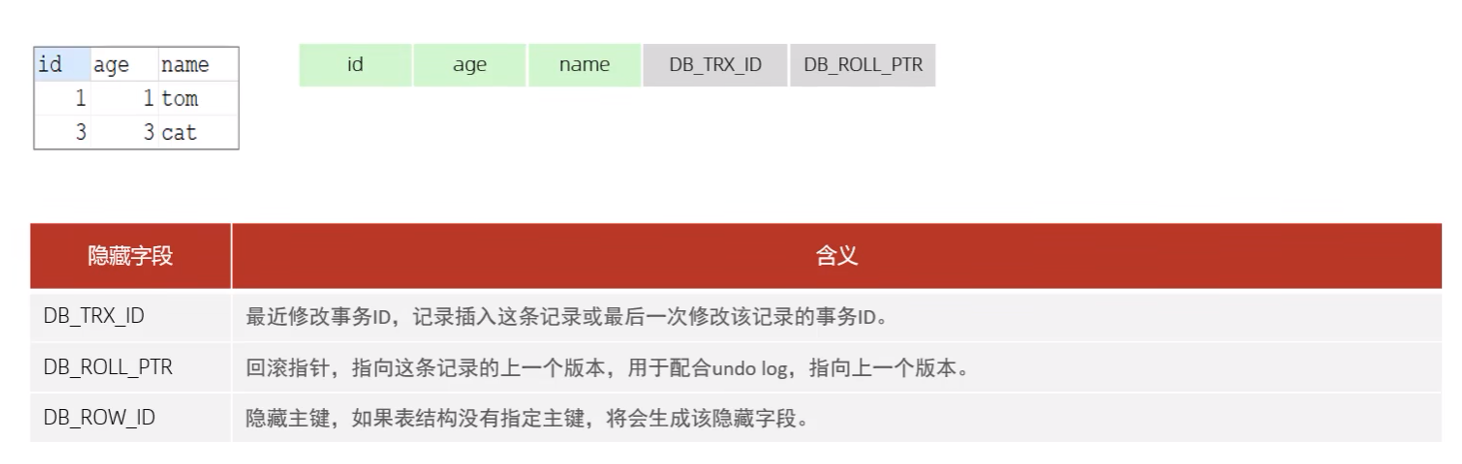 id age name
1 1 tom
3 3 cat
id age name DB_TRX_ID DB_ROLL_PTR
隐藏字段 含义
DB_TRX_ID 最近修改事务ID，记录插入这条记录或最后一次修改该记录的事务ID。
DB_ROLL_PTR 回滚指针，指向这条记录的上一个版本，用于配合undo log，指向上一个版本。
DB_ROW_ID 隐藏主键，如果表结构没有指定主键，将会生成该隐藏字段。